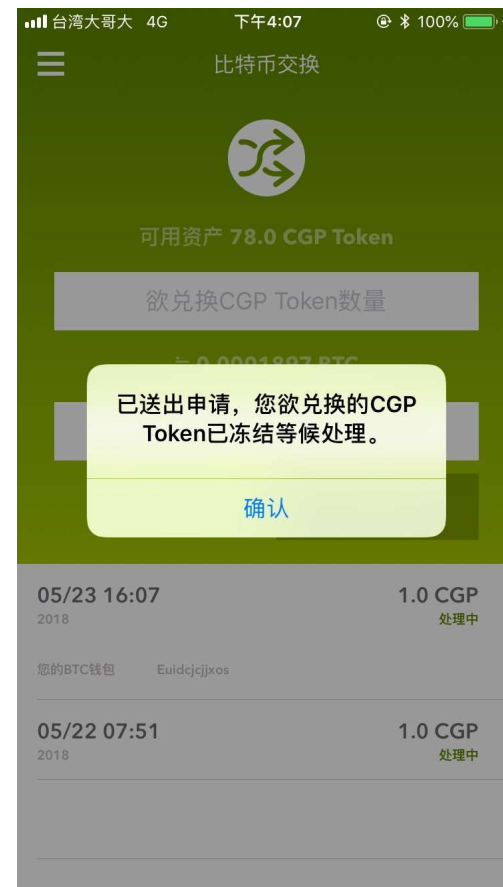 台湾大哥大 4G 下午4:07 100%
比特币交换
可用资产 78.0 CGP Token
欲兑换CGP Token数量
≒ 0.0001897 BTC
已送出申请，您欲兑换的CGP
Token已冻结等候处理。
确认
05/23 16:07 1.0 CGP
2018 处理中
您的BTC钱包 Euidcjcjjxos
05/22 07:51 1.0 CGP
2018 处理中